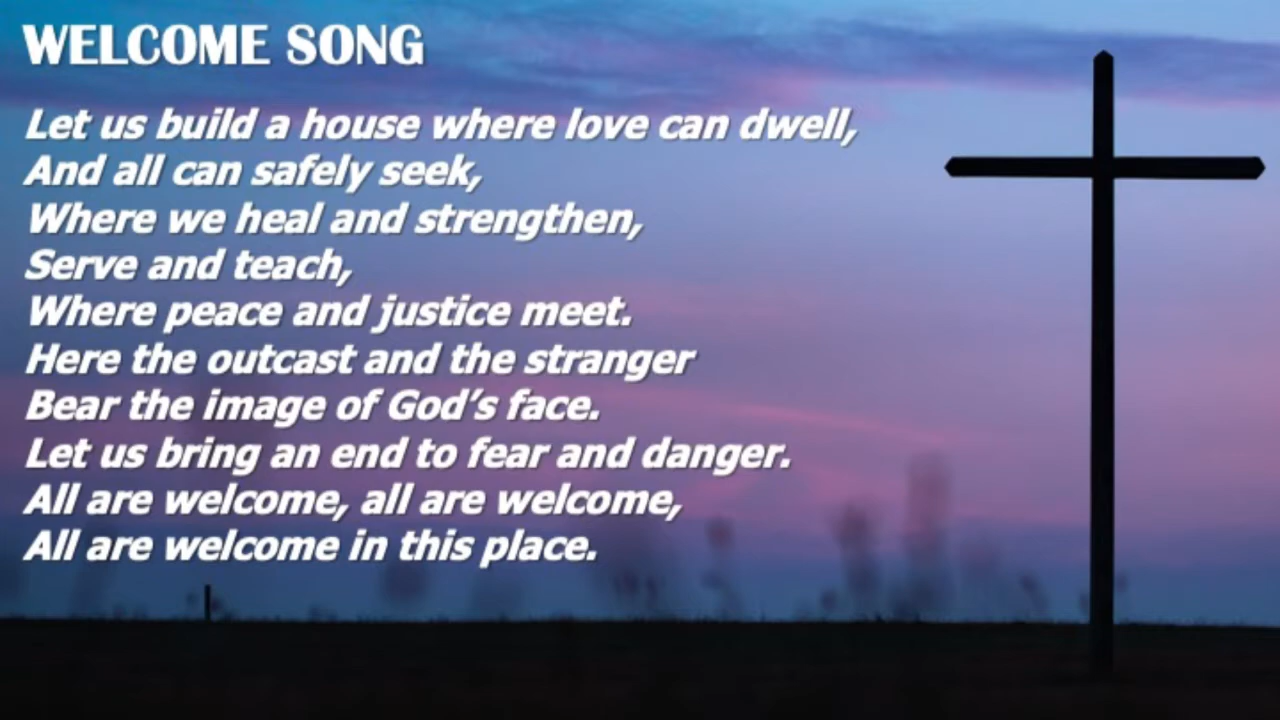 WELCOME SONG
Let us build a house where love can dwell,
And all can safely seek,
Where we heal and strengthen,
Serve and teach,
Where peace and justice meet.
Here the outcast and the stranger
Bear the image of God’s face.
Let us bring an end to fear and danger.
All are welcome, all are welcome,
All are welcome in this place.